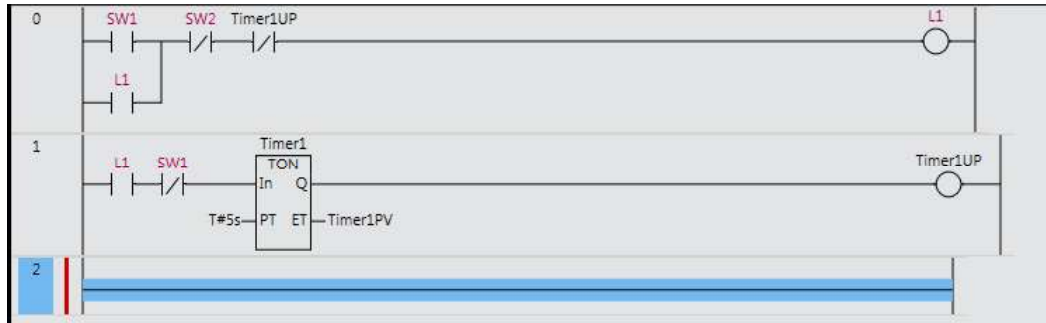 0
SW1 SW2 Timer1UP L1
L1
1
Timer1
L1 SW1 TON Timer1UP
In Q
T#5s PT ET Timer1PV
2